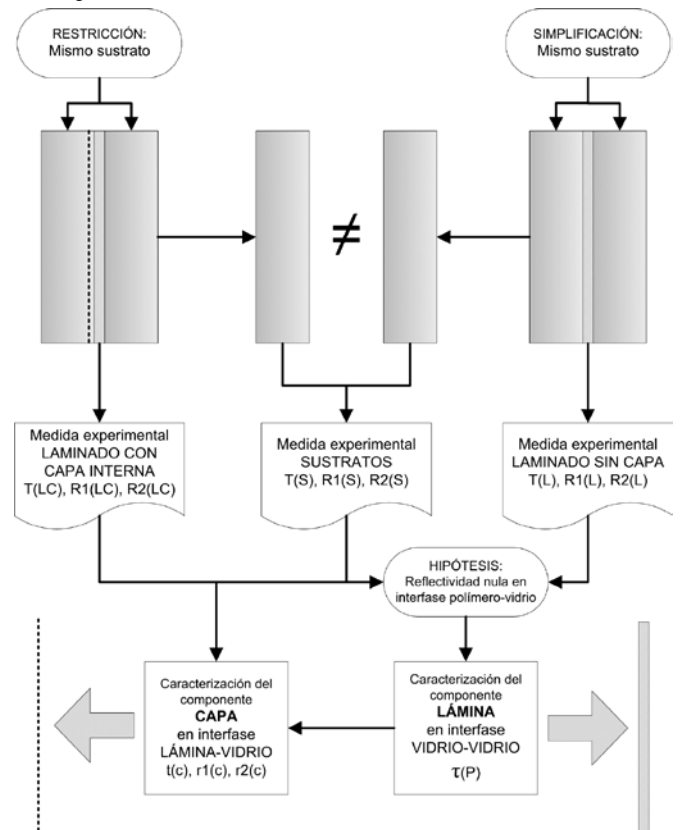 RESTRICCIÓN:
Mismo sustrato
SIMPLIFICACIÓN:
Mismo sustrato
≠
Medida experimental
LAMINADO CON
CAPA INTERNA
T(LC), R1(LC), R2(LC)
Medida experimental
SUSTRATOS
T(S), R1(S), R2(S)
Medida experimental
LAMINADO SIN CAPA
T(L), R1(L), R2(L)
HIPÓTESIS:
Reflectividad nula en
interfase polímero-vidrio
Caracterización del
componente
CAPA
en interfase
LÁMINA-VIDRIO
t(c), r1(c), r2(c)
Caracterización del
componente
LÁMINA
en interfase
VIDRIO-VIDRIO
τ(P)